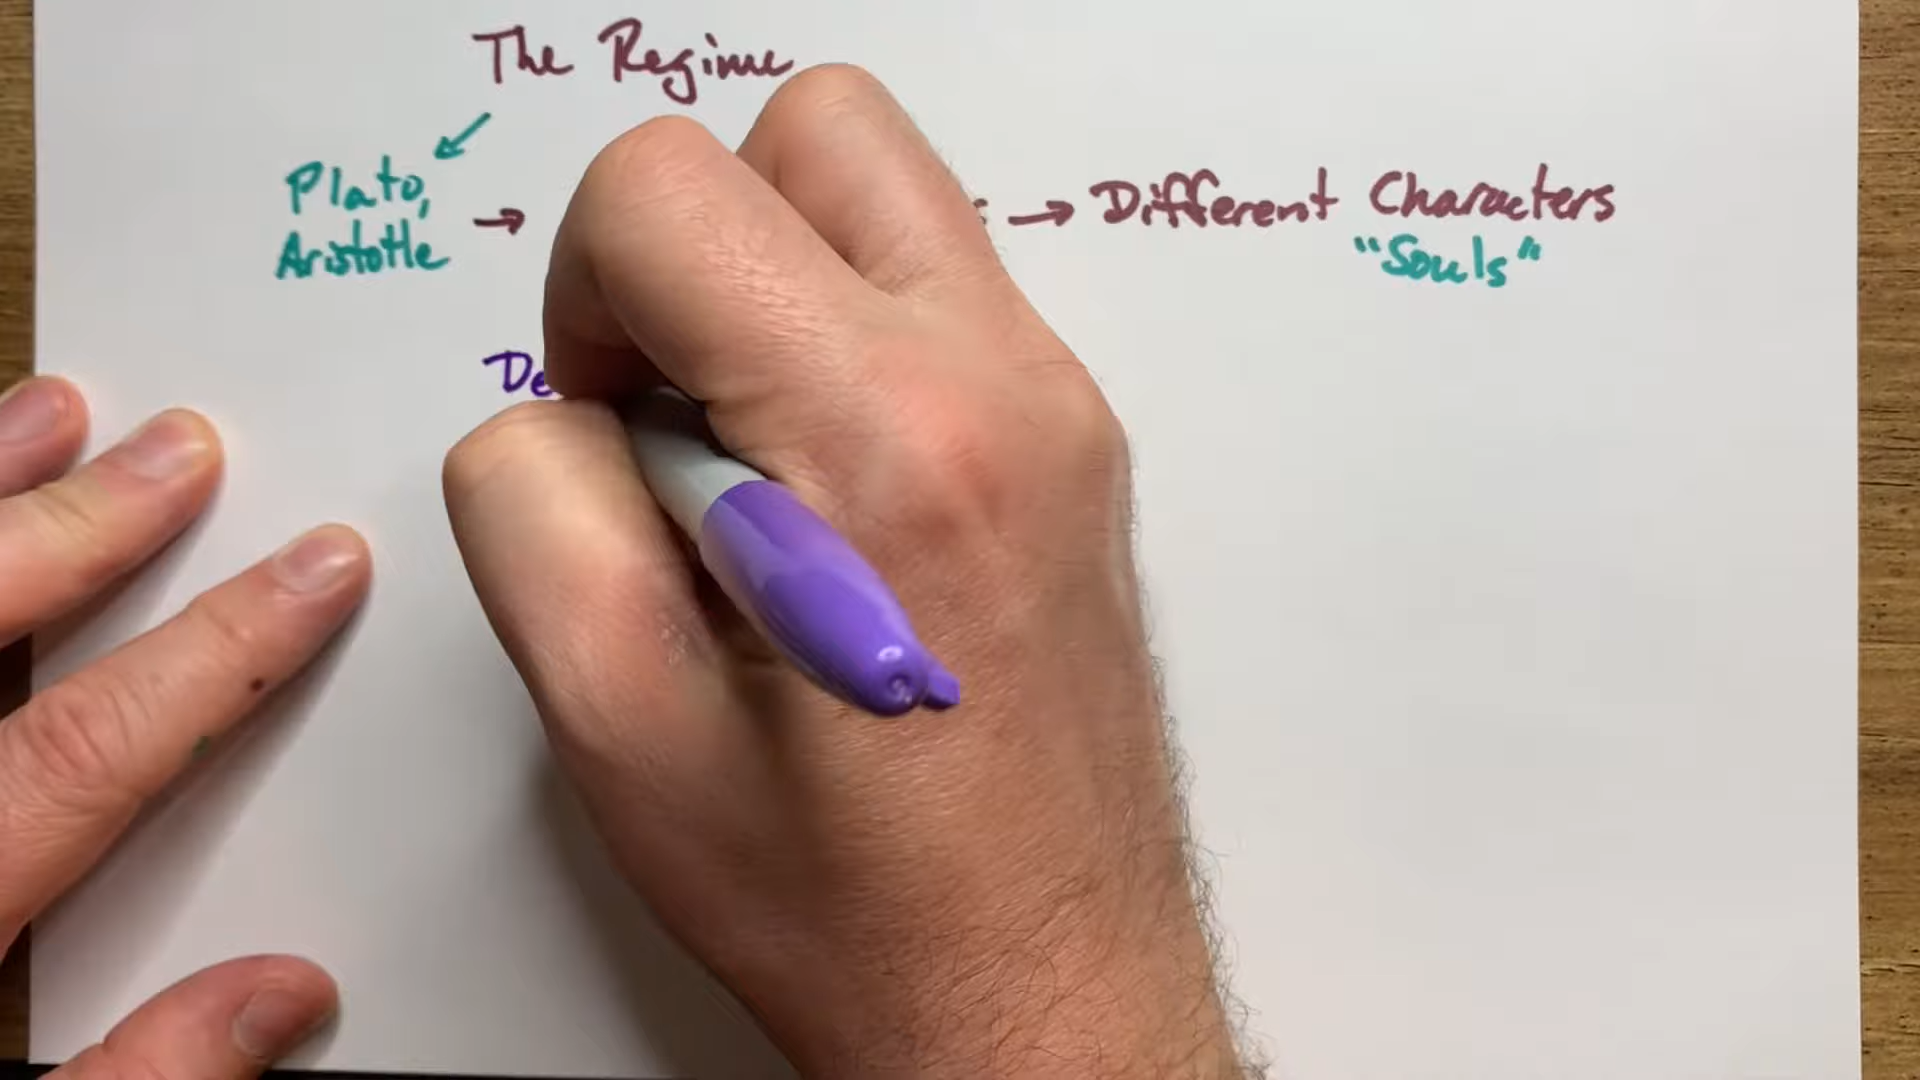 The Regime
Plato,
Aristotle → → Different Characters
"Souls"
De